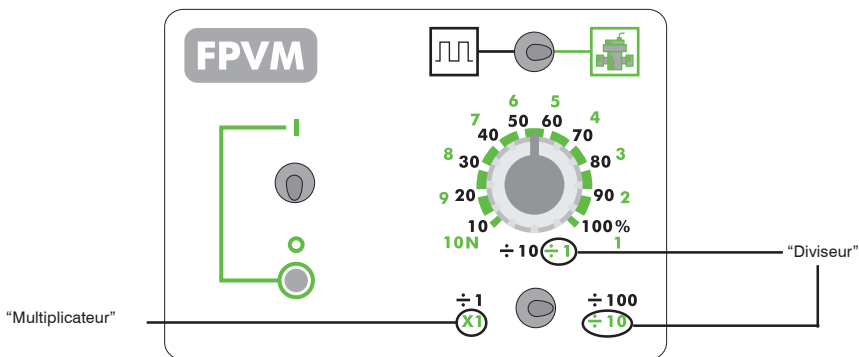 FPVM
I
O
6 5
7 50 60 4
40 70
8 30 80 3
9 20 90 2
10 100%
10N 1
÷10 ÷1
÷1 ÷100
X1 ÷10
“Diviseur”
“Multiplicateur”